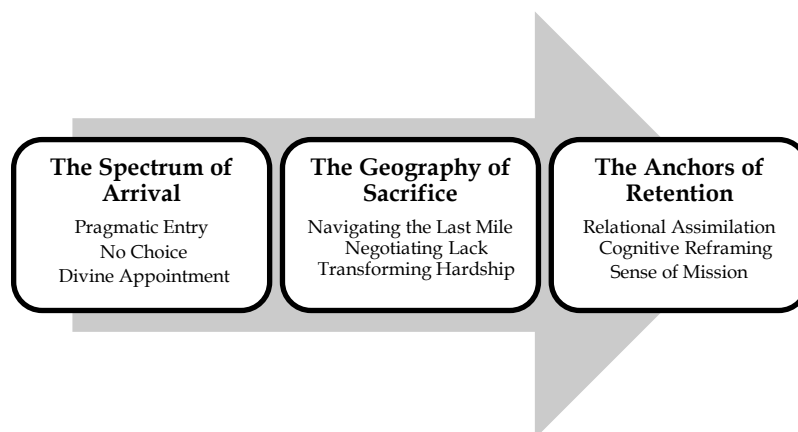 The Spectrum of
Arrival
Pragmatic Entry
No Choice
Divine Appointment
The Geography of
Sacrifice
Navigating the Last Mile
Negotiating Lack
Transforming Hardship
The Anchors of
Retention
Relational Assimilation
Cognitive Reframing
Sense of Mission